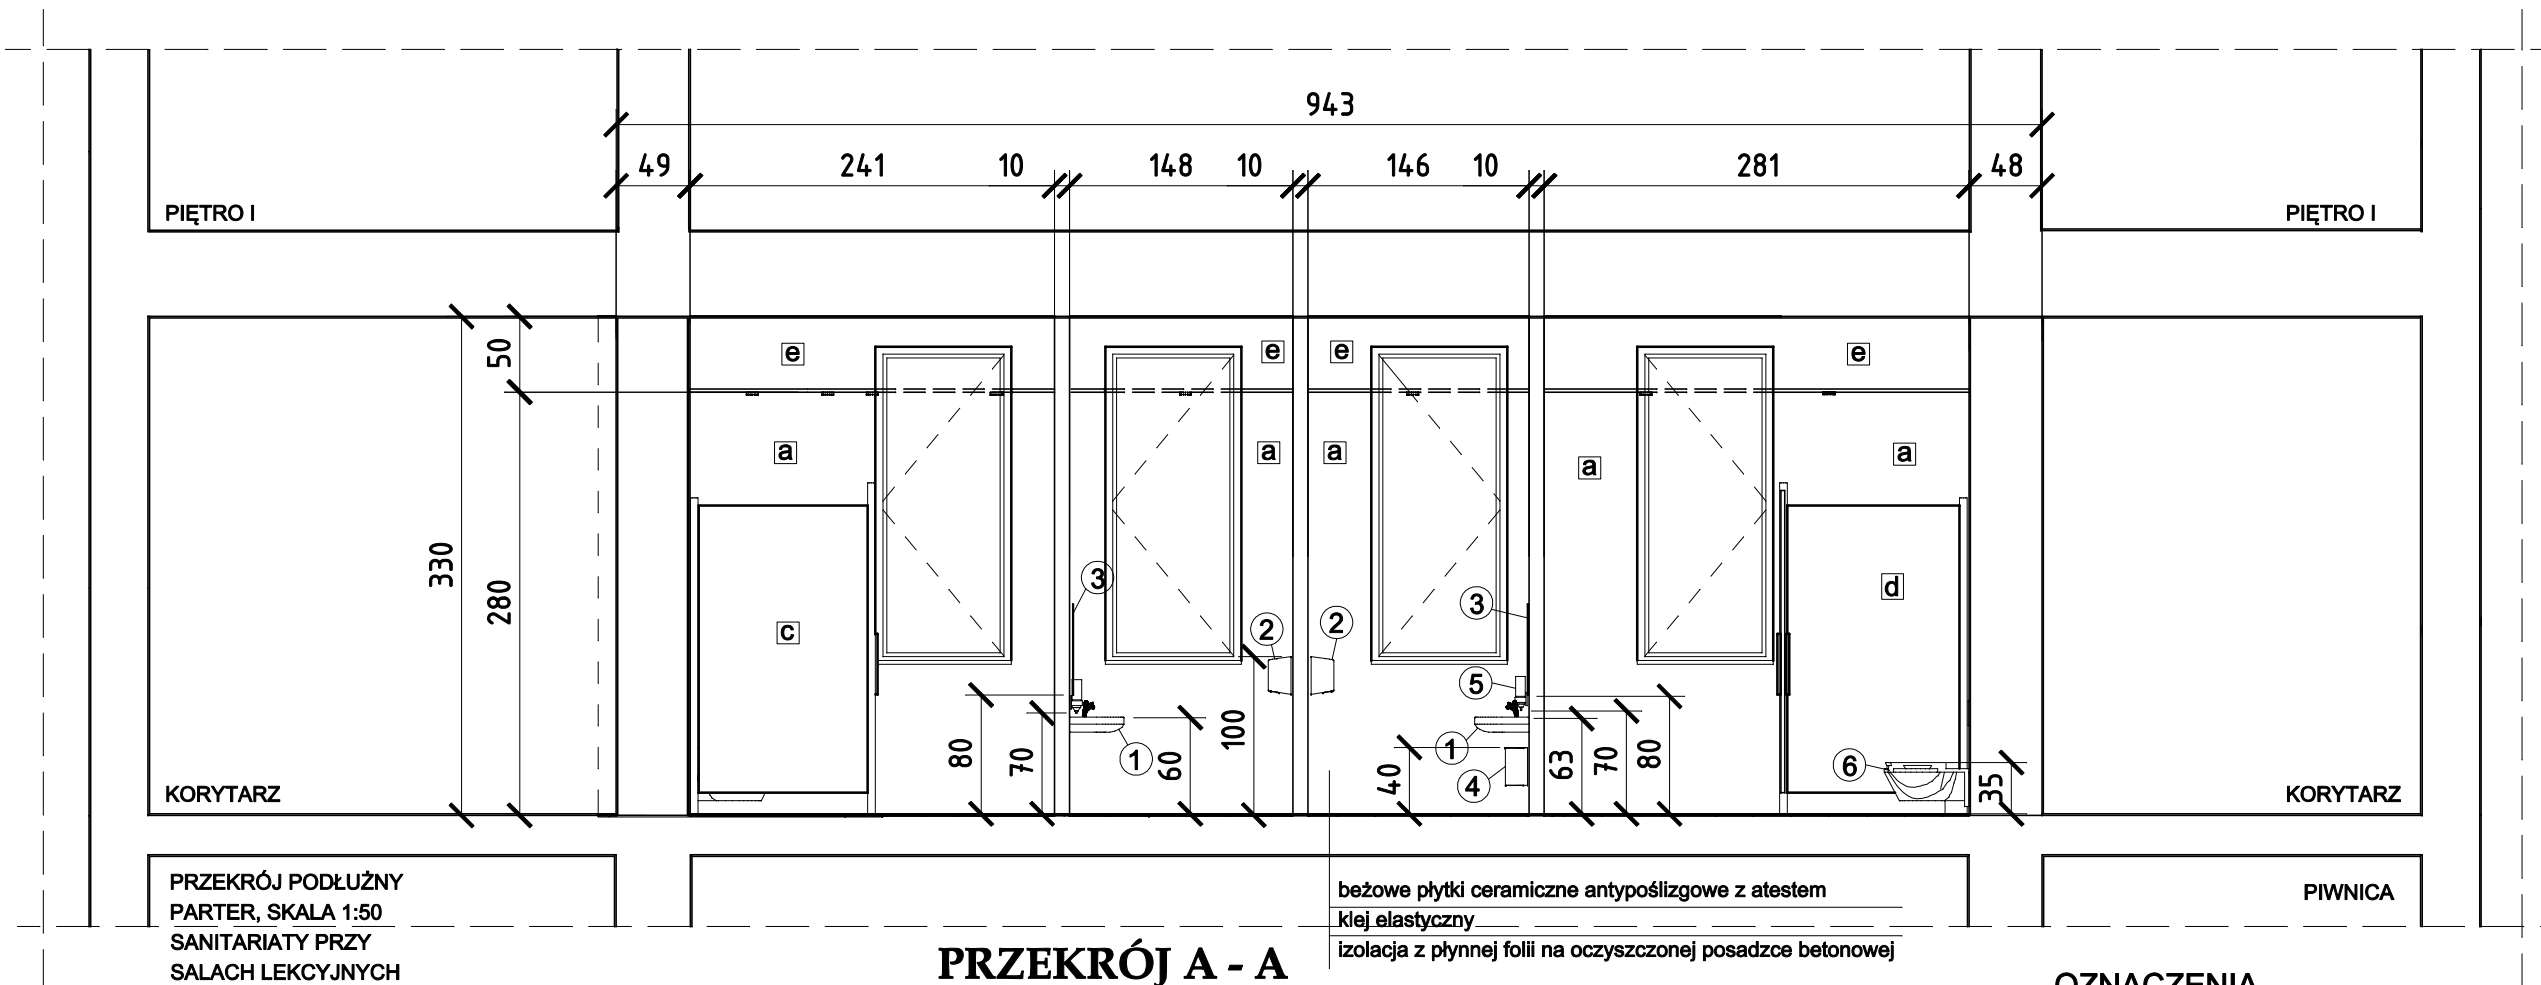 943
49 241 10 148 10 146 10 281 48
PIĘTRO I PIĘTRO I
50
e e e e
a a a a a
330
280
c
d
3
2 2
3
5
1
1
4
6
80
70
60
100
40
63
70
80
35
KORYTARZ KORYTARZ
PRZEKRÓJ PODŁUŻNY
PARTER, SKALA 1:50
SANITARIATY PRZY
SALACH LEKCYJNYCH
beżowe płytki ceramiczne antypoślizgowe z atestem
klej elastyczny
izolacja z płynnej folii na oczyszczonej posadzce betonowej
PIWNICA
PRZEKRÓJ A - A
OZNACZENIA